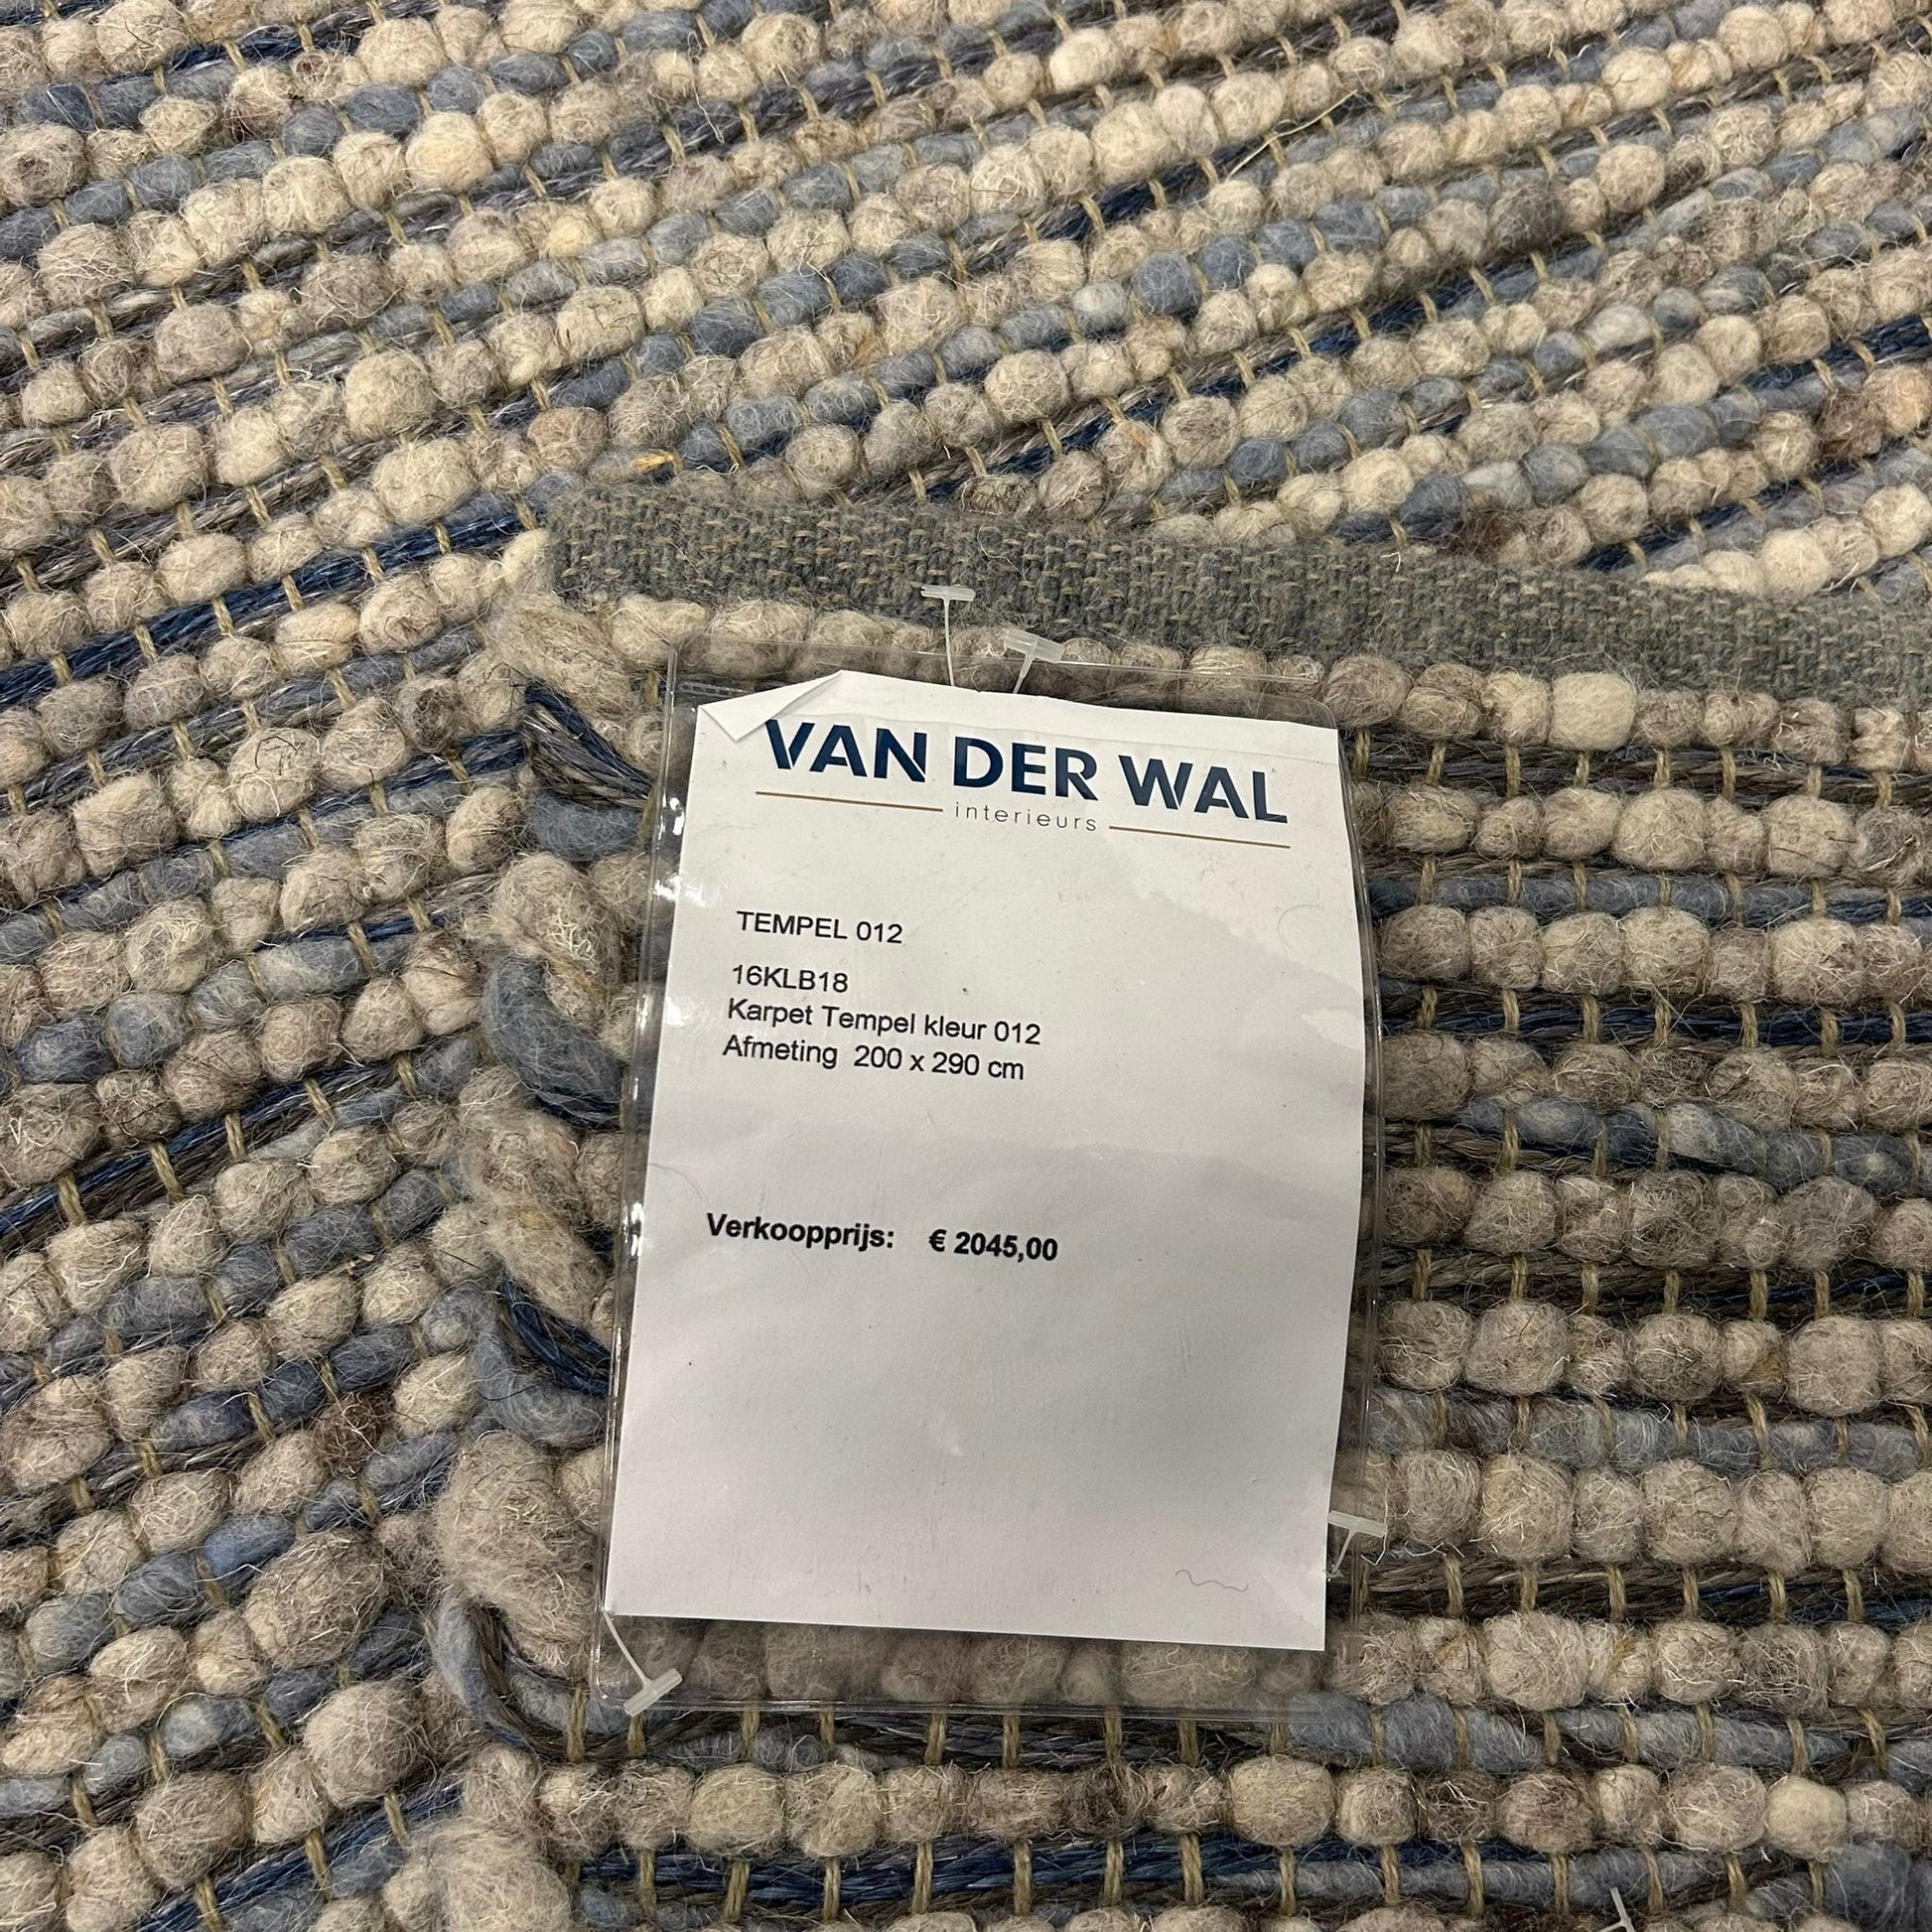 VAN DER WAL
interieurs
TEMPEL 012
16KLB18
Karpet Tempel kleur 012
Afmeting 200 x 290 cm
Verkoopprijs: € 2045,00